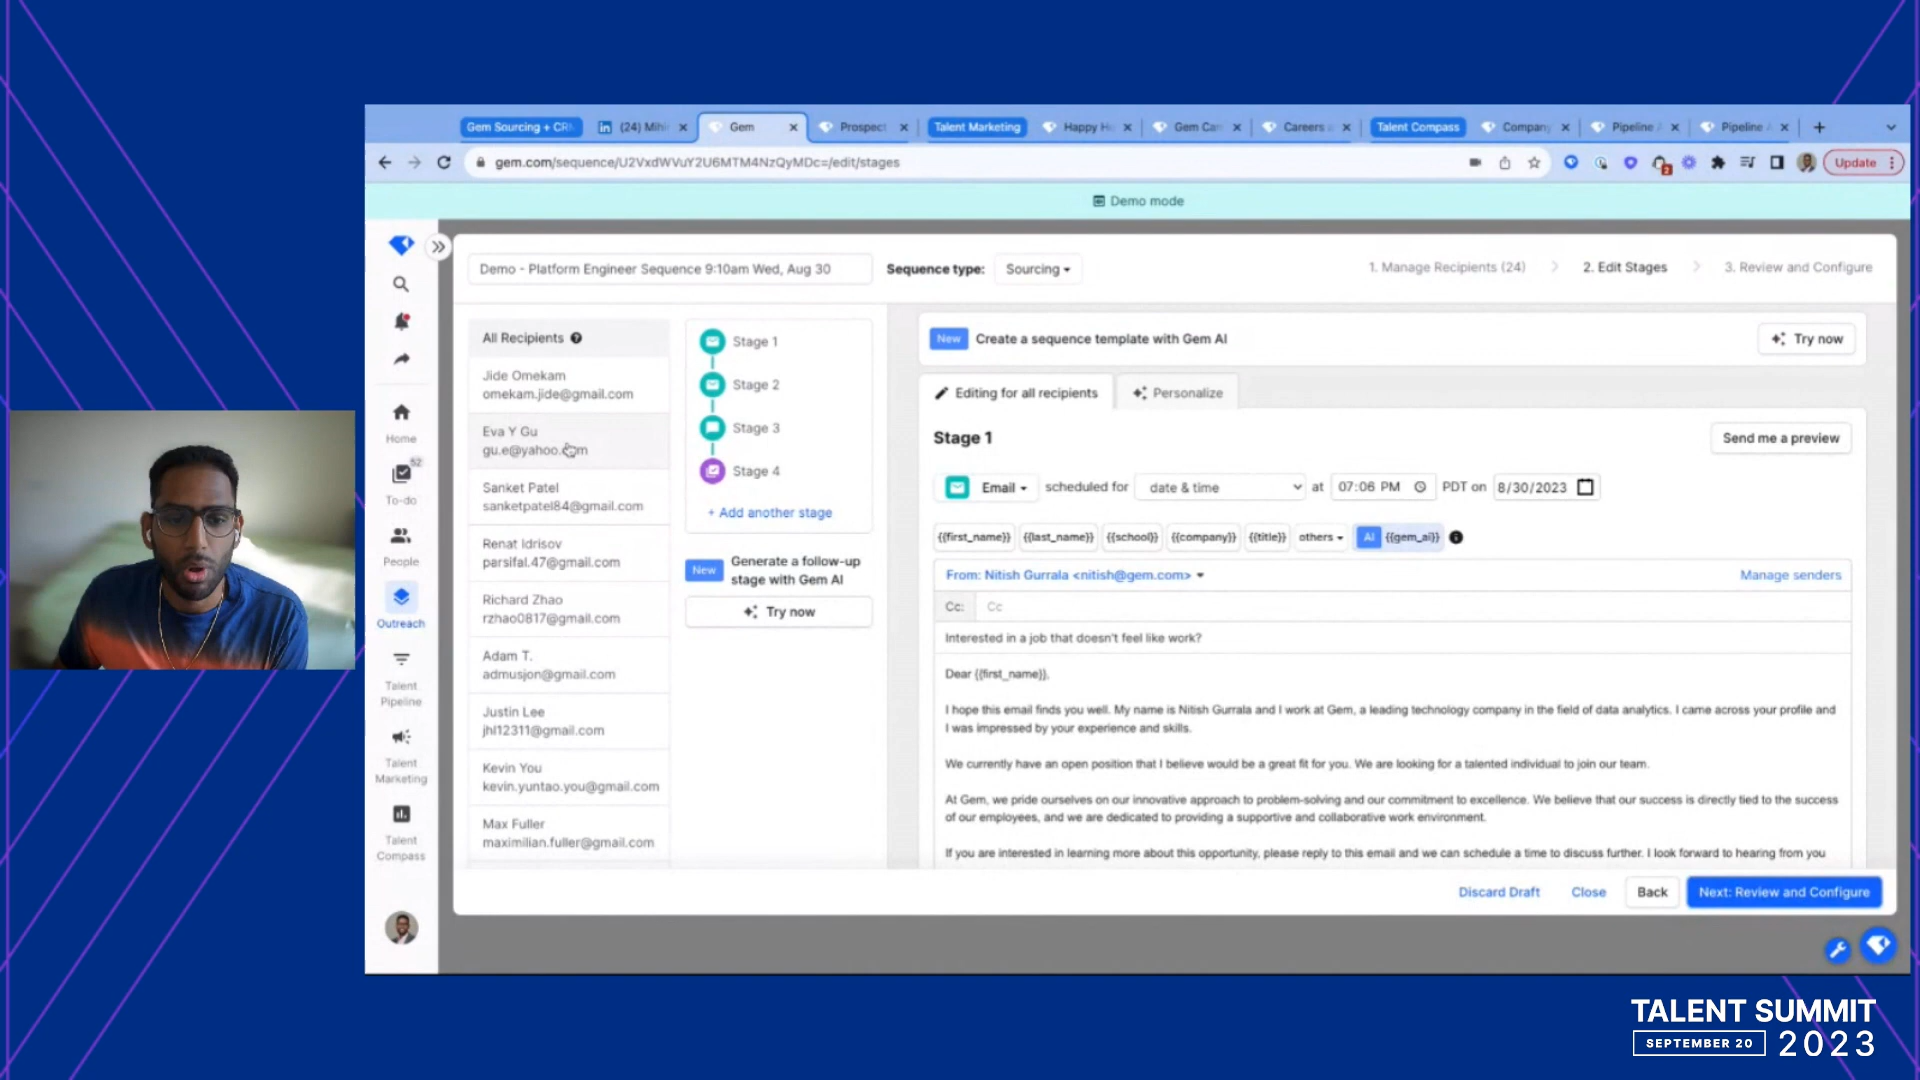 Gem Sourcing + CR
(24) Mihi
Gem
Prospect
Talent Marketing
Happy H
Gem Ca
Careers
Talent Compass
Company
Pipeline
Pipeline
gem.com/sequence/U2VxdWVuY2U6MTM4NzQyMDc=/edit/stages
Update
Demo mode
Demo - Platform Engineer Sequence 9:10am Wed, Aug 30
Sequence type:
Sourcing
1. Manage Recipients (24)
2. Edit Stages
3. Review and Configure
Home
52
To-do
People
Outreach
Talent
Pipeline
Talent
Marketing
Talent
Compass
All Recipients
Jide Omekam
omekam.jide@gmail.com
Eva Y Gu
gu.e@yahoo.com
Sanket Patel
sanketpatel84@gmail.com
Renat Idrisov
parsifal.47@gmail.com
Richard Zhao
rzhao0817@gmail.com
Adam T.
admusjon@gmail.com
Justin Lee
jhl12311@gmail.com
Kevin You
kevin.yuntao.you@gmail.com
Max Fuller
maximilian.fuller@gmail.com
Stage 1
Stage 2
Stage 3
Stage 4
+ Add another stage
New
Generate a follow-up
stage with Gem AI
Try now
New
Create a sequence template with Gem AI
Try now
Editing for all recipients
Personalize
Stage 1
Send me a preview
Email
scheduled for
date & time
at
07:06 PM
PDT on
8/30/2023
{{first_name}}
{{last_name}}
{{school}}
{{company}}
{{title}}
others
AI
{{gem_ai}}
From: Nitish Gurrala <nitish@gem.com>
Manage senders
Cc:
Cc
Interested in a job that doesn't feel like work?
Dear {{first_name}},
I hope this email finds you well. My name is Nitish Gurrala and I work at Gem, a leading technology company in the field of data analytics. I came across your profile and
I was impressed by your experience and skills.
We currently have an open position that I believe would be a great fit for you. We are looking for a talented individual to join our team.
At Gem, we pride ourselves on our innovative approach to problem-solving and our commitment to excellence. We believe that our success is directly tied to the success
of our employees, and we are dedicated to providing a supportive and collaborative work environment.
If you are interested in learning more about this opportunity, please reply to this email and we can schedule a time to discuss further. I look forward to hearing from you
Discard Draft
Close
Back
Next: Review and Configure
TALENT SUMMIT
SEPTEMBER 20
2023